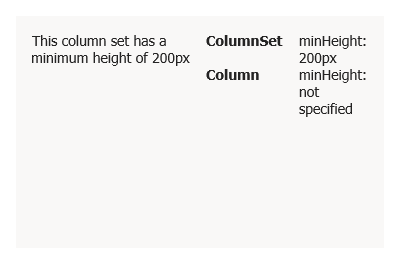 This column set has a
minimum height of 200px
ColumnSet minHeight:
200px
Column minHeight:
not
specified